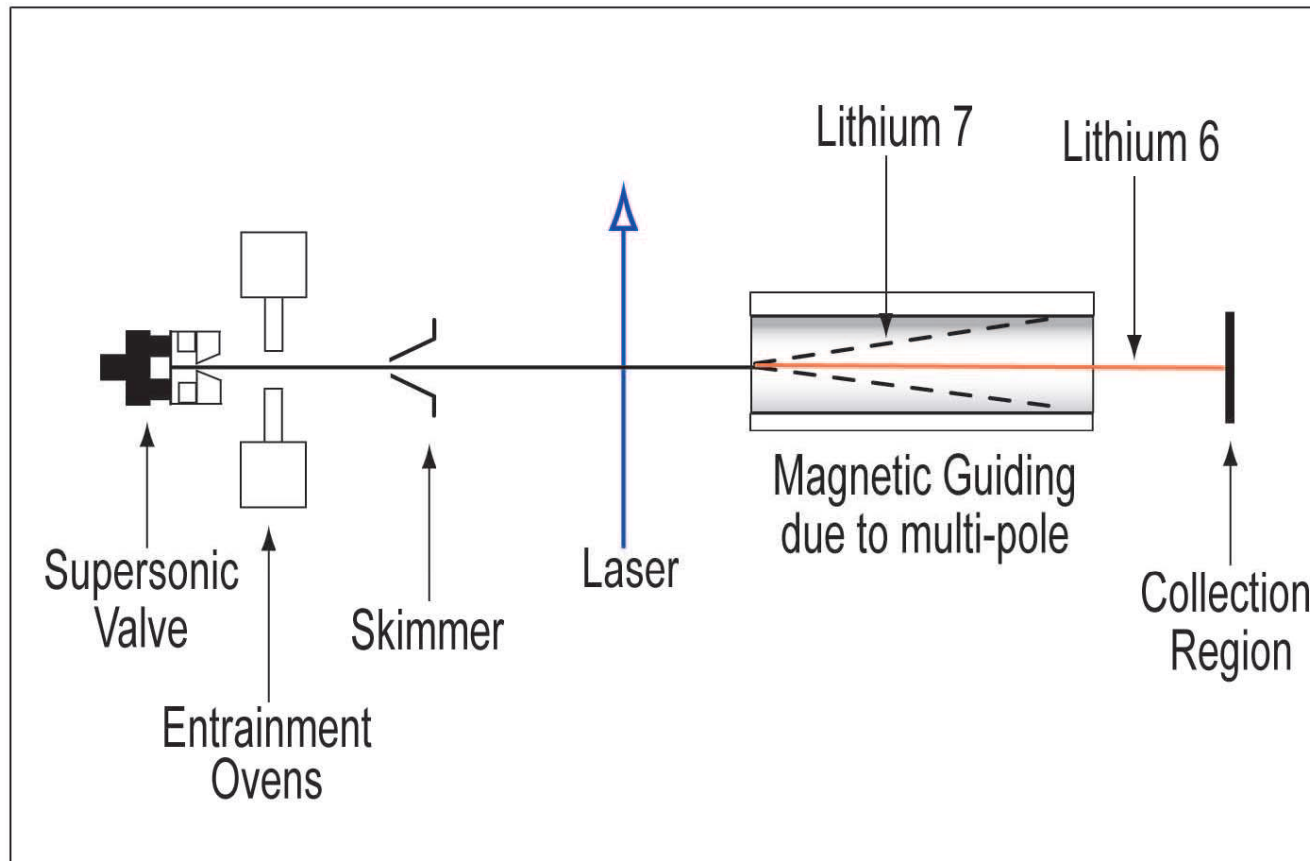 Lithium 7
Lithium 6
Supersonic
Valve
Entrainment
Ovens
Skimmer
Laser
Magnetic Guiding
due to multi-pole
Collection
Region